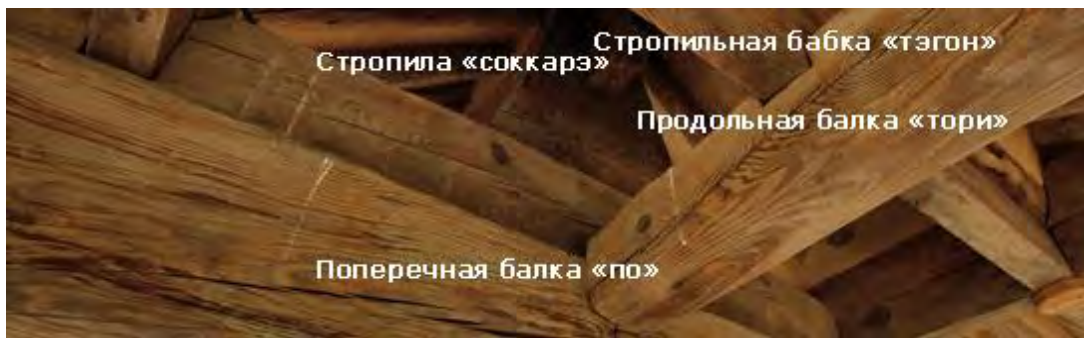 Стропильная бабка «тэгон»
Стропила «соккарэ»
Продольная балка «тори»
Поперечная балка «по»